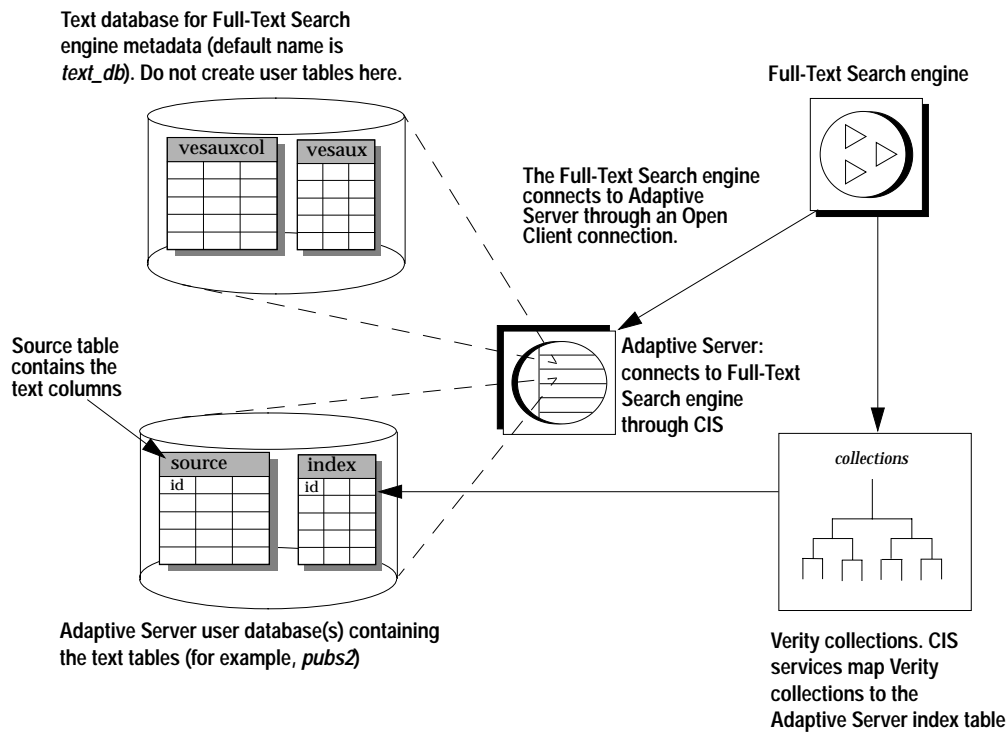 Text database for Full-Text Search
engine metadata (default name is
text_db). Do not create user tables here.
Full-Text Search engine
vesauxcol
vesaux
The Full-Text Search engine
connects to Adaptive
Server through an Open
Client connection.
Source table
contains the
text columns
Adaptive Server:
connects to Full-Text
Search engine
through CIS
source
id
index
id
collections
Adaptive Server user database(s) containing
the text tables (for example, pubs2)
Verity collections. CIS
services map Verity
collections to the
Adaptive Server index table